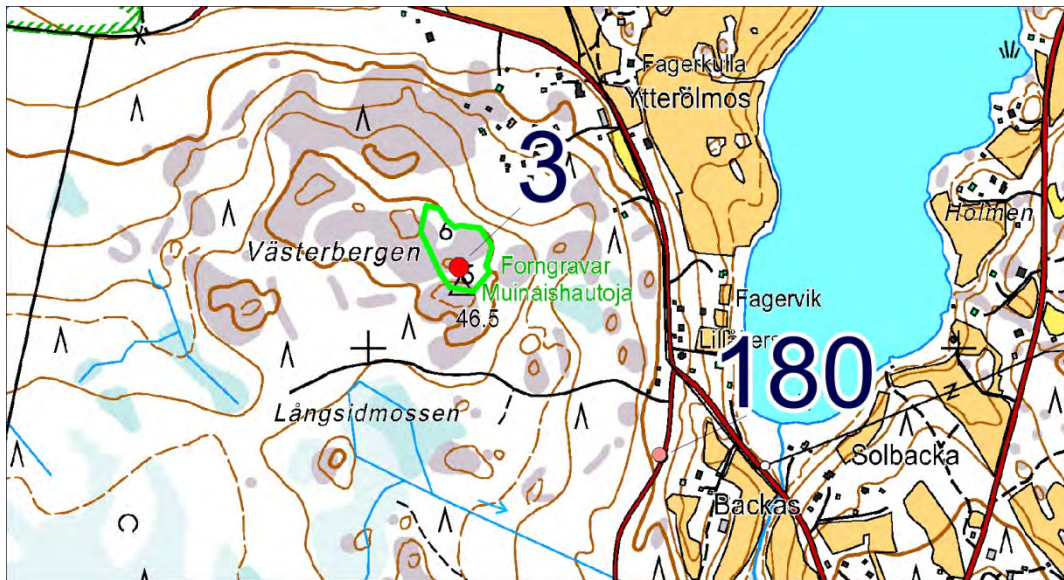 Fagerkulla
Ytterölmos
3
Holmen
6
Västerbergen
Forngravar
Muinaishautoja
46.5
Fagervik
180
Långsidmossen
Solbacka
Backas